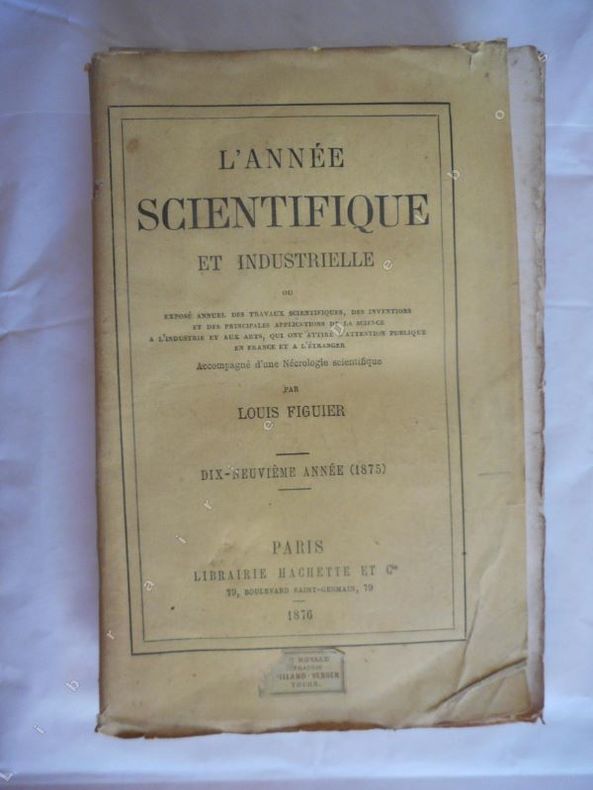 L'ANNÉE
SCIENTIFIQUE
ET INDUSTRIELLE
OU
EXPOSÉ ANNUEL DES TRAVAUX SCIENTIFIQUES, DES INVENTIONS
ET DES PRINCIPALES APPLICATIONS DE LA SCIENCE
A L'INDUSTRIE ET AUX ARTS, QUI ONT ATTIRÉ L'ATTENTION PUBLIQUE
EN FRANCE ET A L'ÉTRANGER
Accompagné d'une Nécrologie scientifique
PAR
LOUIS FIGUIER
DIX-NEUVIÈME ANNÉE (1875)
PARIS
LIBRAIRIE HACHETTE ET Cie
79, BOULEVARD SAINT-GERMAIN, 79
1876
ROYALE
TOURS.